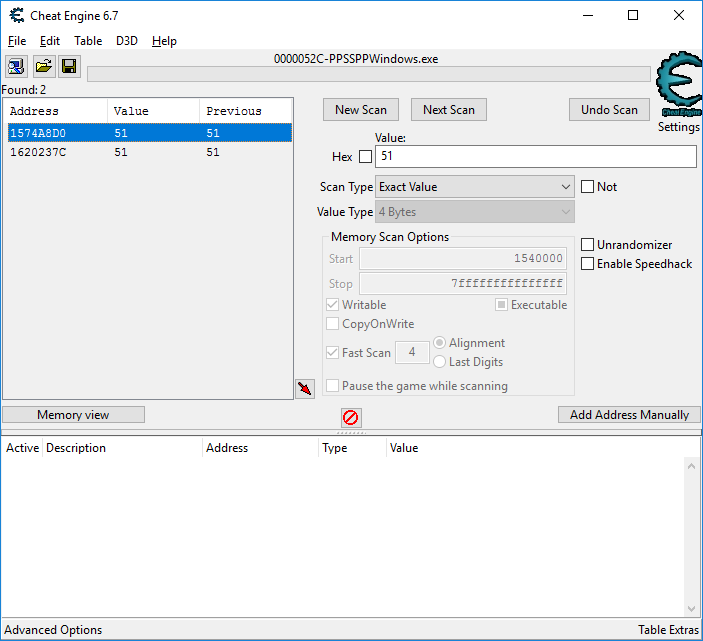 Cheat Engine 6.7
File Edit Table D3D Help
0000052C-PPSSPPWindows.exe
Found: 2
Address Value Previous
1574A8D0 51 51
1620237C 51 51
New Scan Next Scan Undo Scan
Cheat Engine
Settings
Value:
Hex 51
Scan Type Exact Value Not
Value Type 4 Bytes
Memory Scan Options
Start 1540000
Stop 7fffffffffffffff
Unrandomizer
Enable Speedhack
Writable Executable
CopyOnWrite
Fast Scan 4 Alignment
Last Digits
Pause the game while scanning
Memory view Add Address Manually
Active Description Address Type Value
Advanced Options Table Extras